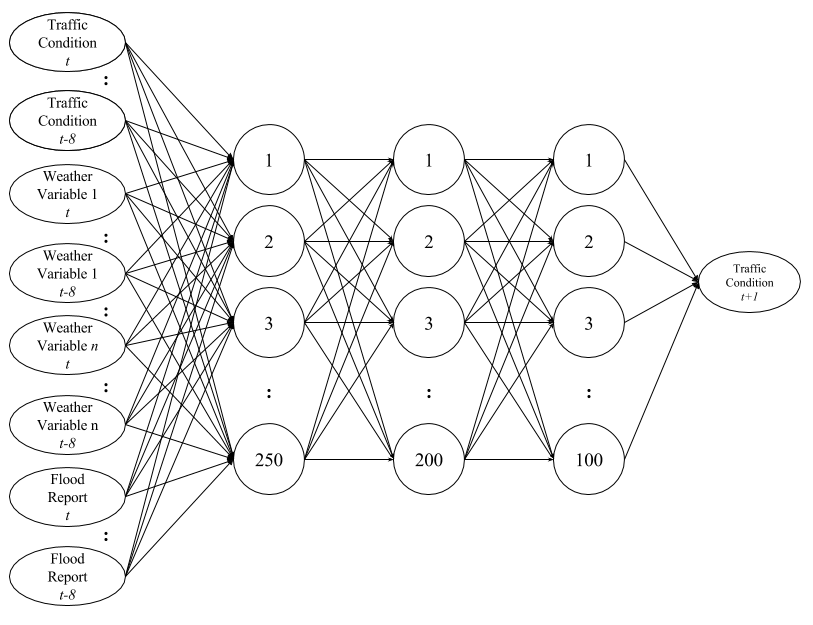 Traffic
Condition
t
:
Traffic
Condition
t-8
Weather
Variable 1
t
:
Weather
Variable 1
t-8
:
Weather
Variable n
t
:
Weather
Variable n
t-8
Flood
Report
t
:
Flood
Report
t-8
1
2
3
:
250
1
2
3
:
200
1
2
3
:
100
Traffic
Condition
t+1